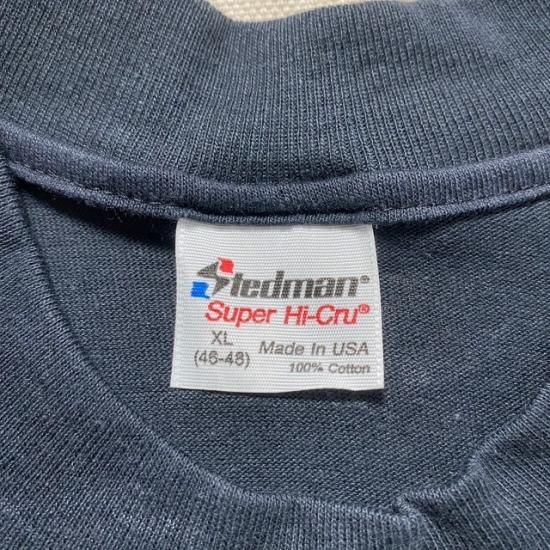 Stedman®
Super Hi-Cru®
XL
(46-48)
Made In USA
100% Cotton